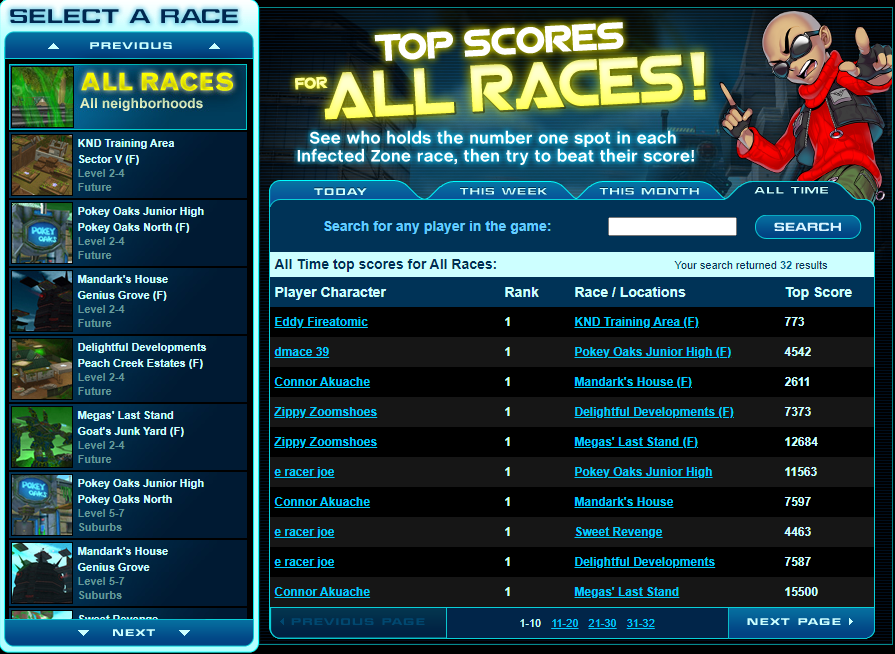 SELECT A RACE
PREVIOUS
ALL RACES
All neighborhoods
KND Training Area
Sector V (F)
Level 2-4
Future
POKEY OAKS
Pokey Oaks Junior High
Pokey Oaks North (F)
Level 2-4
Future
Mandark's House
Genius Grove (F)
Level 2-4
Future
Delightful Developments
Peach Creek Estates (F)
Level 2-4
Future
Megas' Last Stand
Goat's Junk Yard (F)
Level 2-4
Future
POKEY OAKS
Pokey Oaks Junior High
Pokey Oaks North
Level 5-7
Suburbs
Mandark's House
Genius Grove
Level 5-7
Suburbs
Sweet Revenge
NEXT
TOP SCORES
FOR ALL RACES!
See who holds the number one spot in each
Infected Zone race, then try to beat their score!
TODAY THIS WEEK THIS MONTH ALL TIME
Search for any player in the game: SEARCH
All Time top scores for All Races: Your search returned 32 results
Player Character Rank Race / Locations Top Score
Eddy Fireatomic 1 KND Training Area (F) 773
dmace 39 1 Pokey Oaks Junior High (F) 4542
Connor Akuache 1 Mandark's House (F) 2611
Zippy Zoomshoes 1 Delightful Developments (F) 7373
Zippy Zoomshoes 1 Megas' Last Stand (F) 12684
e racer joe 1 Pokey Oaks Junior High 11563
Connor Akuache 1 Mandark's House 7597
e racer joe 1 Sweet Revenge 4463
e racer joe 1 Delightful Developments 7587
Connor Akuache 1 Megas' Last Stand 15500
PREVIOUS PAGE 1-10 11-20 21-30 31-32 NEXT PAGE